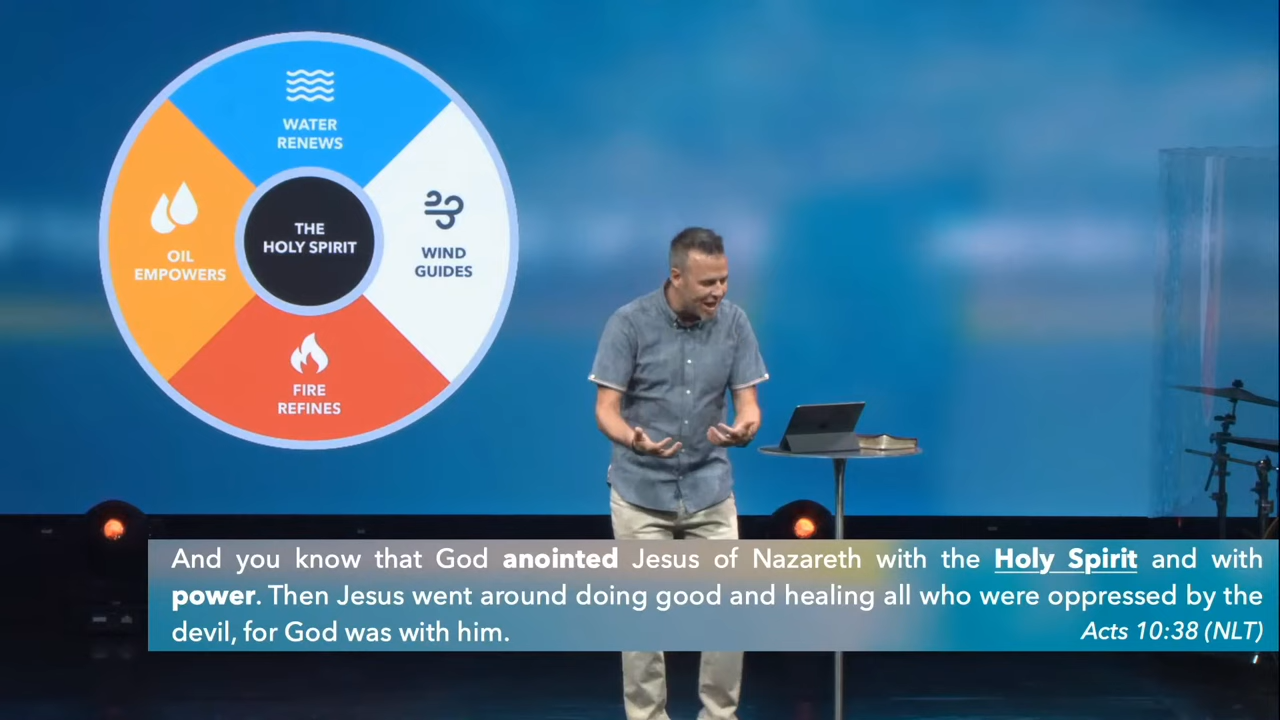 WATER
RENEWS
OIL
EMPOWERS
THE
HOLY SPIRIT
WIND
GUIDES
FIRE
REFINES
And you know that God anointed Jesus of Nazareth with the Holy Spirit and with
power. Then Jesus went around doing good and healing all who were oppressed by the
devil, for God was with him.
Acts 10:38 (NLT)